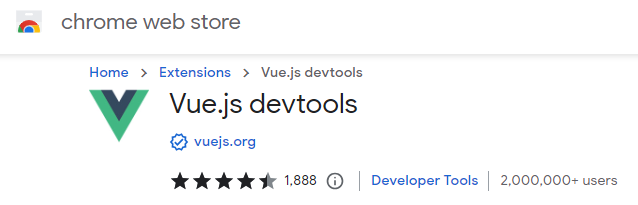 chrome web store
Home > Extensions > Vue.js devtools
Vue.js devtools
vuejs.org
1,888 Developer Tools 2,000,000+ users